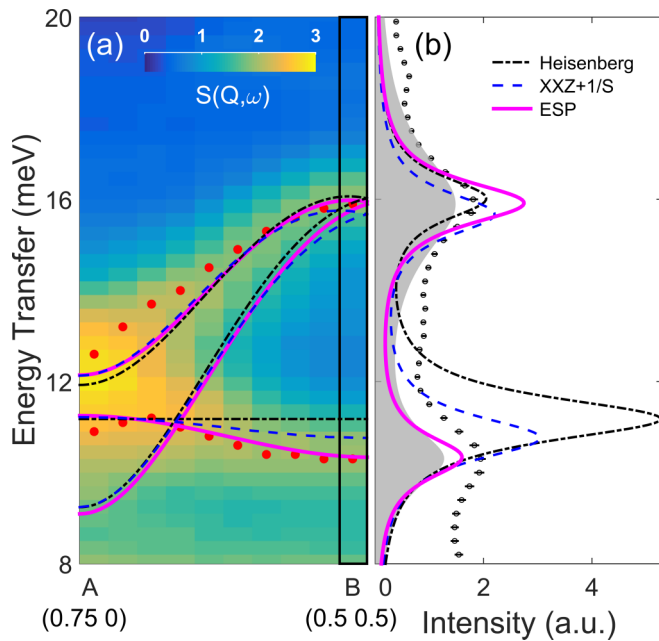 20
(a)
0 1 2 3
S(Q,ω)
(b)
Heisenberg
XXZ+1/S
ESP
16
12
8
Energy Transfer (meV)
A
B
(0.75 0)
(0.5 0.5)
0 2 4
Intensity (a.u.)